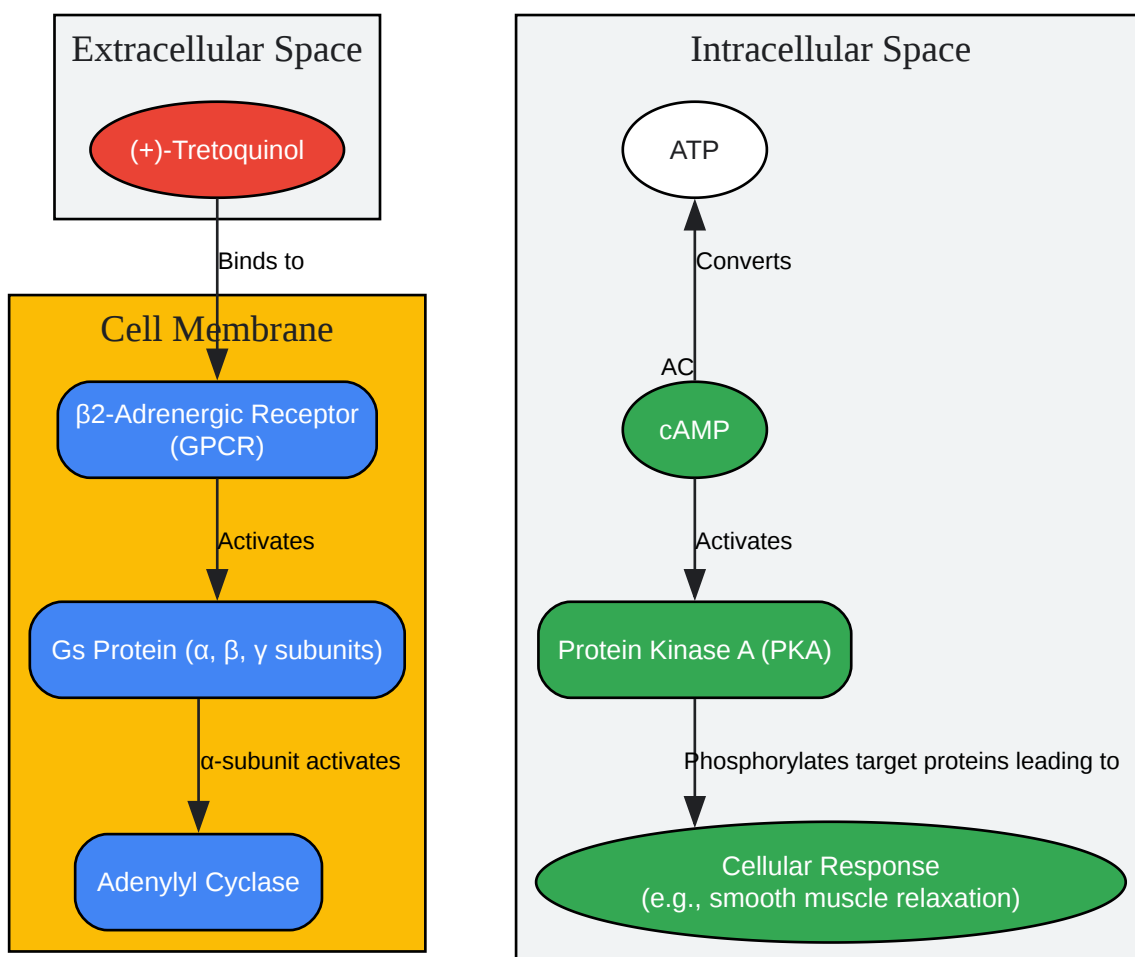 Extracellular Space
(+)-Tretoquinol
Binds to
Cell Membrane
β2-Adrenergic Receptor
(GPCR)
Activates
Gs Protein (α, β, γ subunits)
α-subunit activates
Adenylyl Cyclase
Intracellular Space
ATP
Converts
AC
cAMP
Activates
Protein Kinase A (PKA)
Phosphorylates target proteins leading to
Cellular Response
(e.g., smooth muscle relaxation)